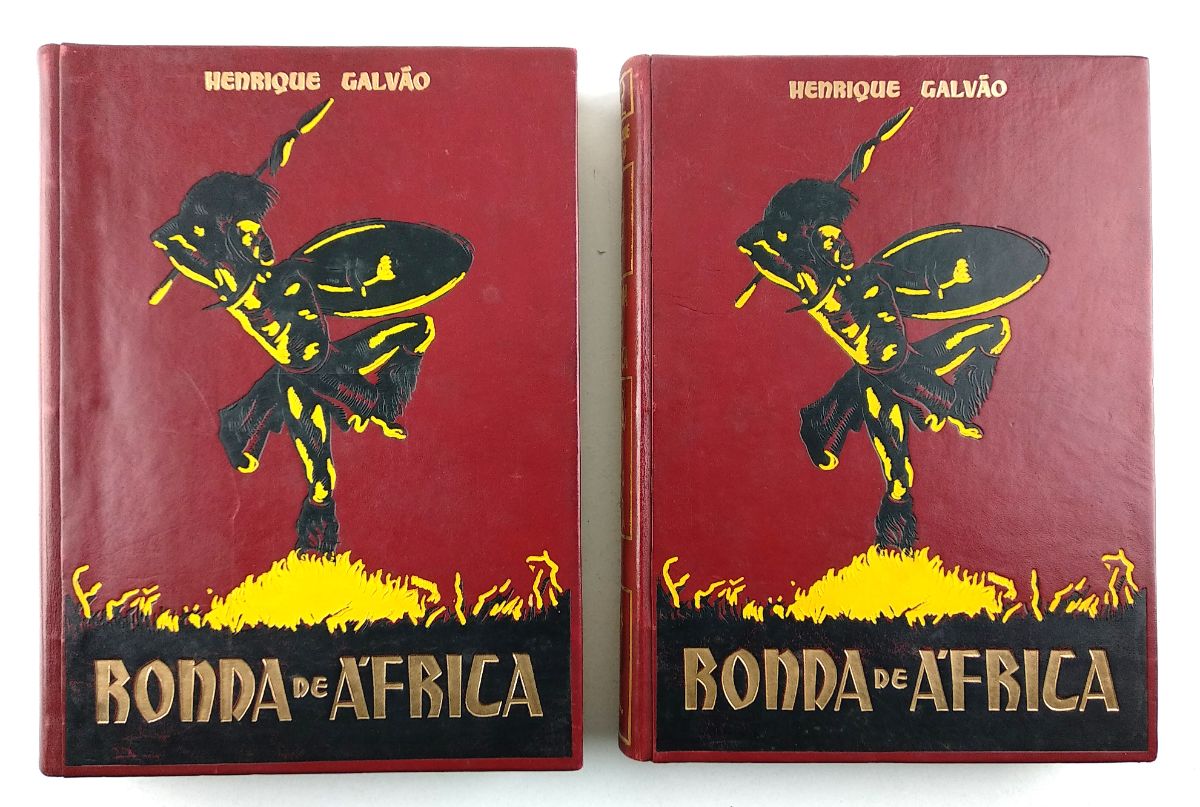 HENRIQUE GALVÃO
RONDA DE ÁFRICA
HENRIQUE GALVÃO
RONDA DE ÁFRICA